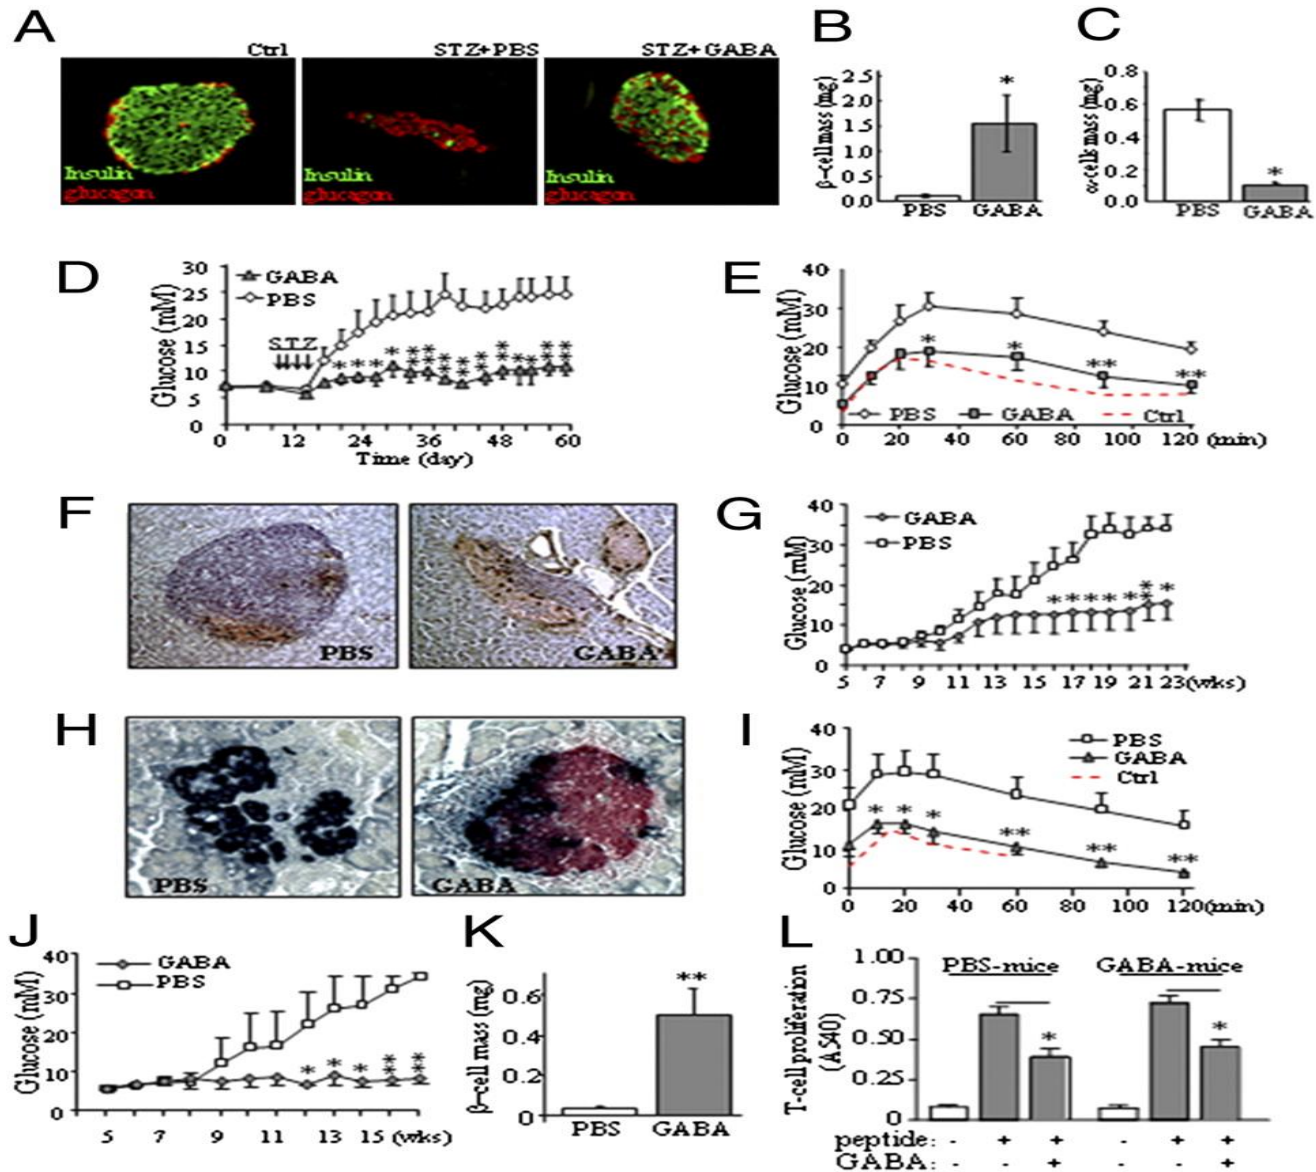 A
Ctrl
STZ+PBS
STZ+GABA
Insulin
glucagon
Insulin
glucagon
Insulin
glucagon
B
β-cell mass (mg)
2.5
2.0
1.5
1.0
0.5
0.0
*
PBS GABA
C
α-cells mass (mg)
0.8
0.6
0.4
0.2
0.0
*
PBS GABA
D
Glucose (mM)
30
25
20
15
10
5
0
GABA
PBS
STZ
* * * * ** ** ** ** ** ** ** ** ** **
0 12 24 36 48 60
Time (day)
E
Glucose (mM)
40
30
20
10
0
* * ** **
PBS GABA Ctrl
0 20 40 60 80 100 120 (min)
F
PBS
GABA
G
Glucose (mM)
40
30
20
10
0
GABA
PBS
* * * * * ** *
5 7 9 11 13 15 17 19 21 23(wks)
H
PBS
GABA
I
Glucose (mM)
40
30
20
10
0
PBS
GABA
Ctrl
* * * ** ** **
0 20 40 60 80 100 120(min)
J
Glucose (mM)
40
30
20
10
0
GABA
PBS
* * * ** **
5 7 9 11 13 15 (wks)
K
β-cell mass (mg)
0.6
0.4
0.2
0
**
PBS GABA
L
T-cell proliferation
(A540)
1.00
0.75
0.50
0.25
0
PBS-mice GABA-mice
* *
peptide: - + + - + +
GABA: - - + - - +